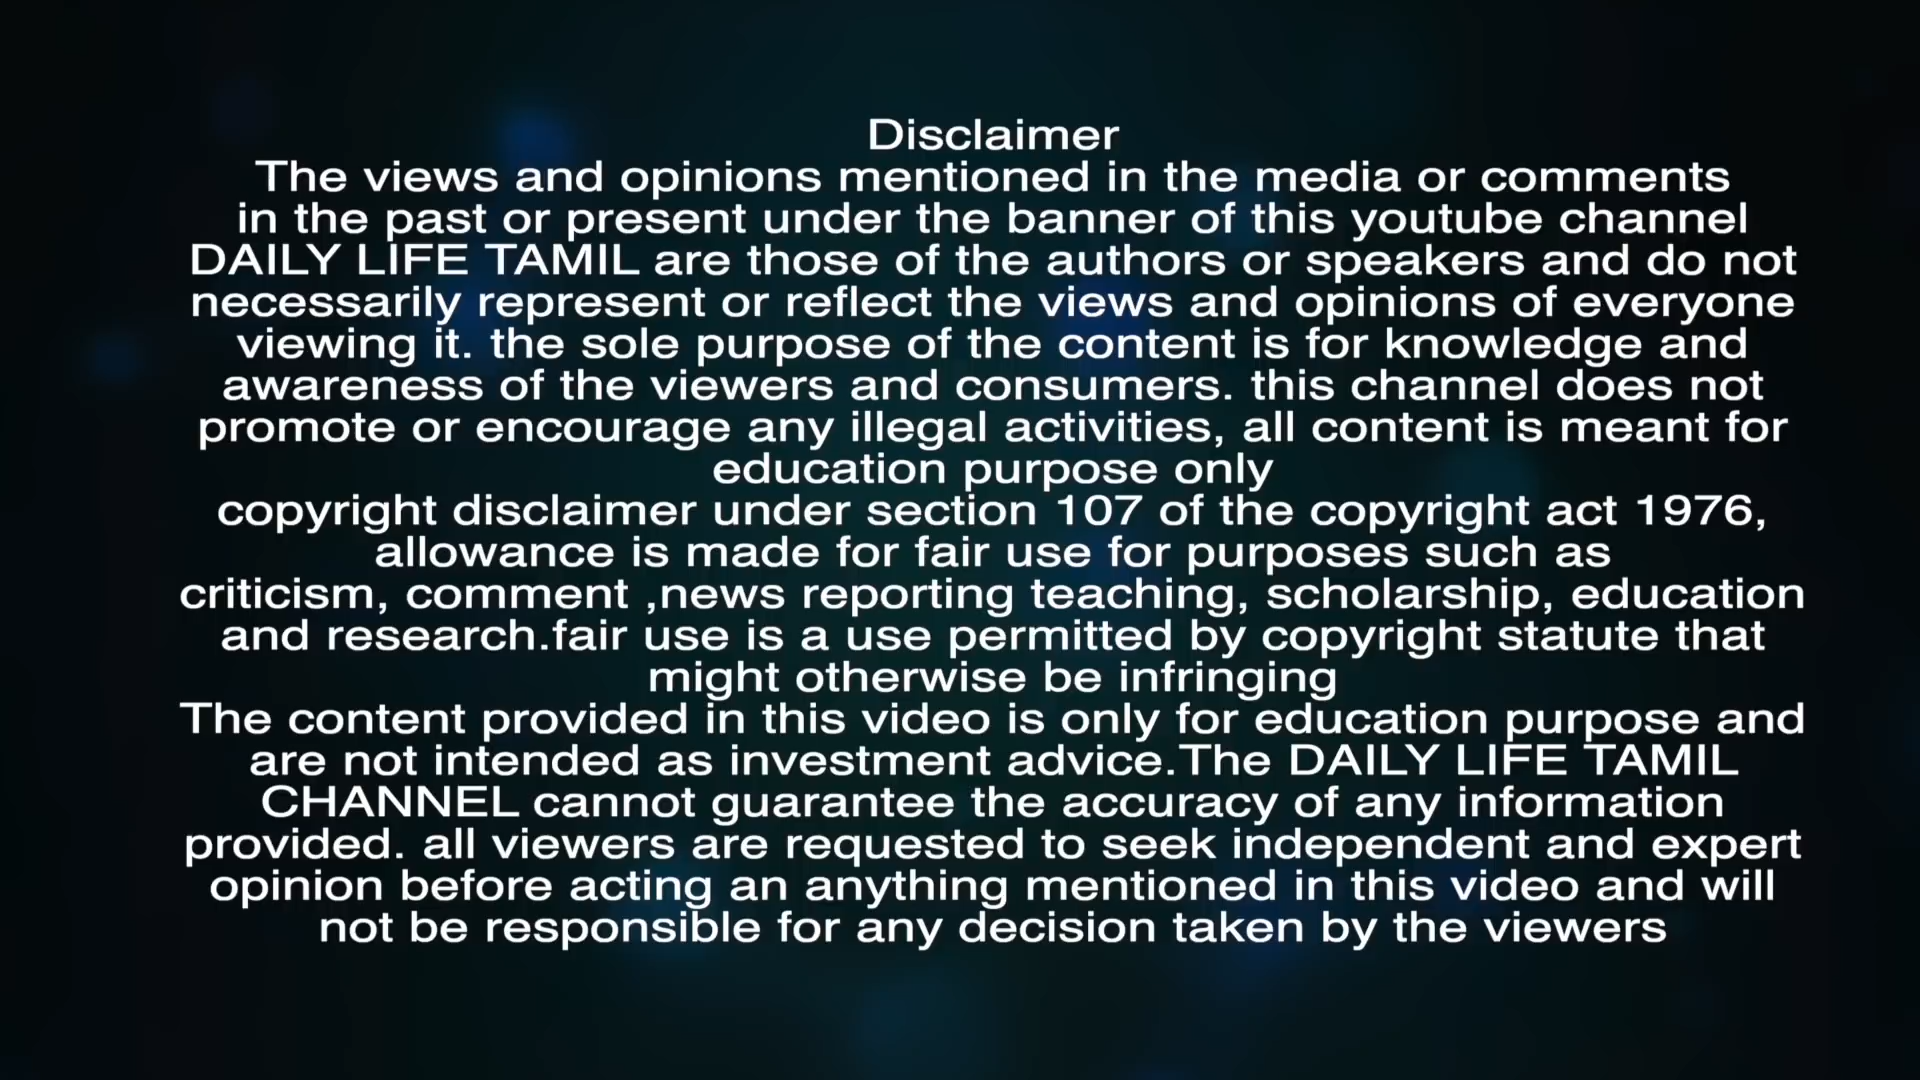 Disclaimer
The views and opinions mentioned in the media or comments
in the past or present under the banner of this youtube channel
DAILY LIFE TAMIL are those of the authors or speakers and do not
necessarily represent or reflect the views and opinions of everyone
viewing it. the sole purpose of the content is for knowledge and
awareness of the viewers and consumers. this channel does not
promote or encourage any illegal activities, all content is meant for
education purpose only
copyright disclaimer under section 107 of the copyright act 1976,
allowance is made for fair use for purposes such as
criticism, comment ,news reporting teaching, scholarship, education
and research.fair use is a use permitted by copyright statute that
might otherwise be infringing
The content provided in this video is only for education purpose and
are not intended as investment advice.The DAILY LIFE TAMIL
CHANNEL cannot guarantee the accuracy of any information
provided. all viewers are requested to seek independent and expert
opinion before acting an anything mentioned in this video and will
not be responsible for any decision taken by the viewers